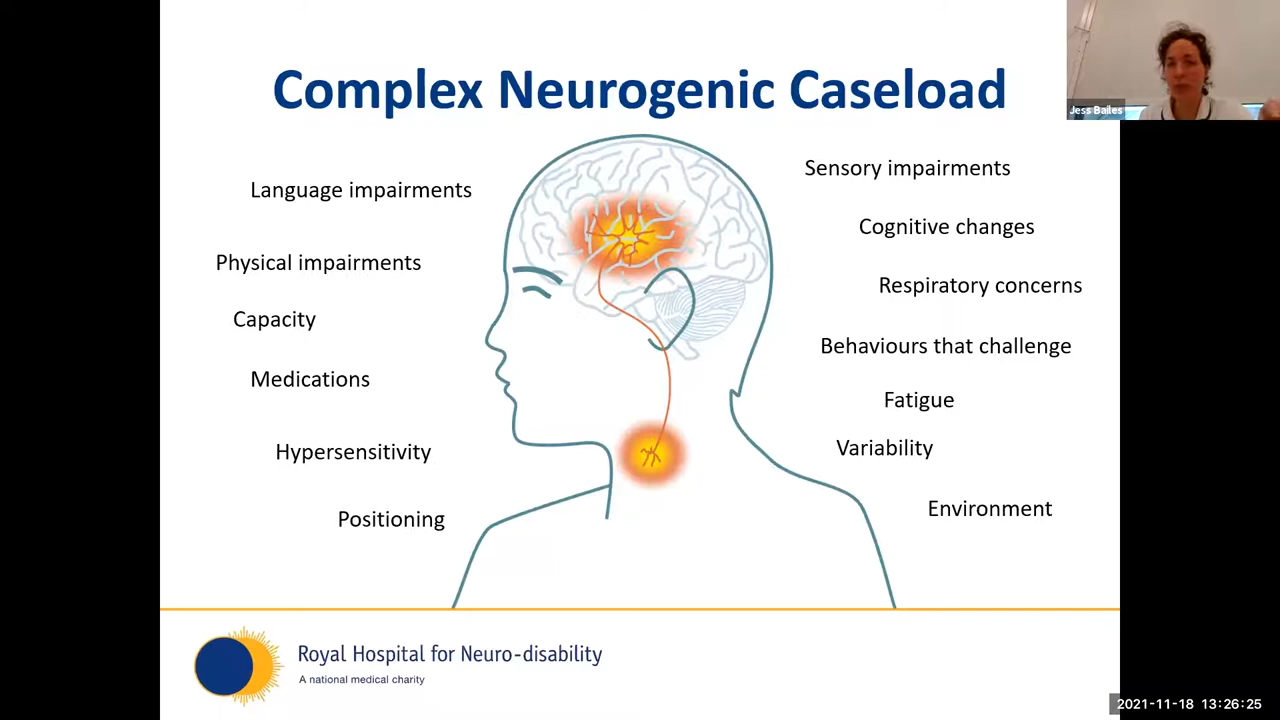 Complex Neurogenic Caseload
Jess Bailes
Language impairments
Physical impairments
Capacity
Medications
Hypersensitivity
Positioning
Sensory impairments
Cognitive changes
Respiratory concerns
Behaviours that challenge
Fatigue
Variability
Environment
Royal Hospital for Neuro-disability
A national medical charity
2021-11-18 13:26:25